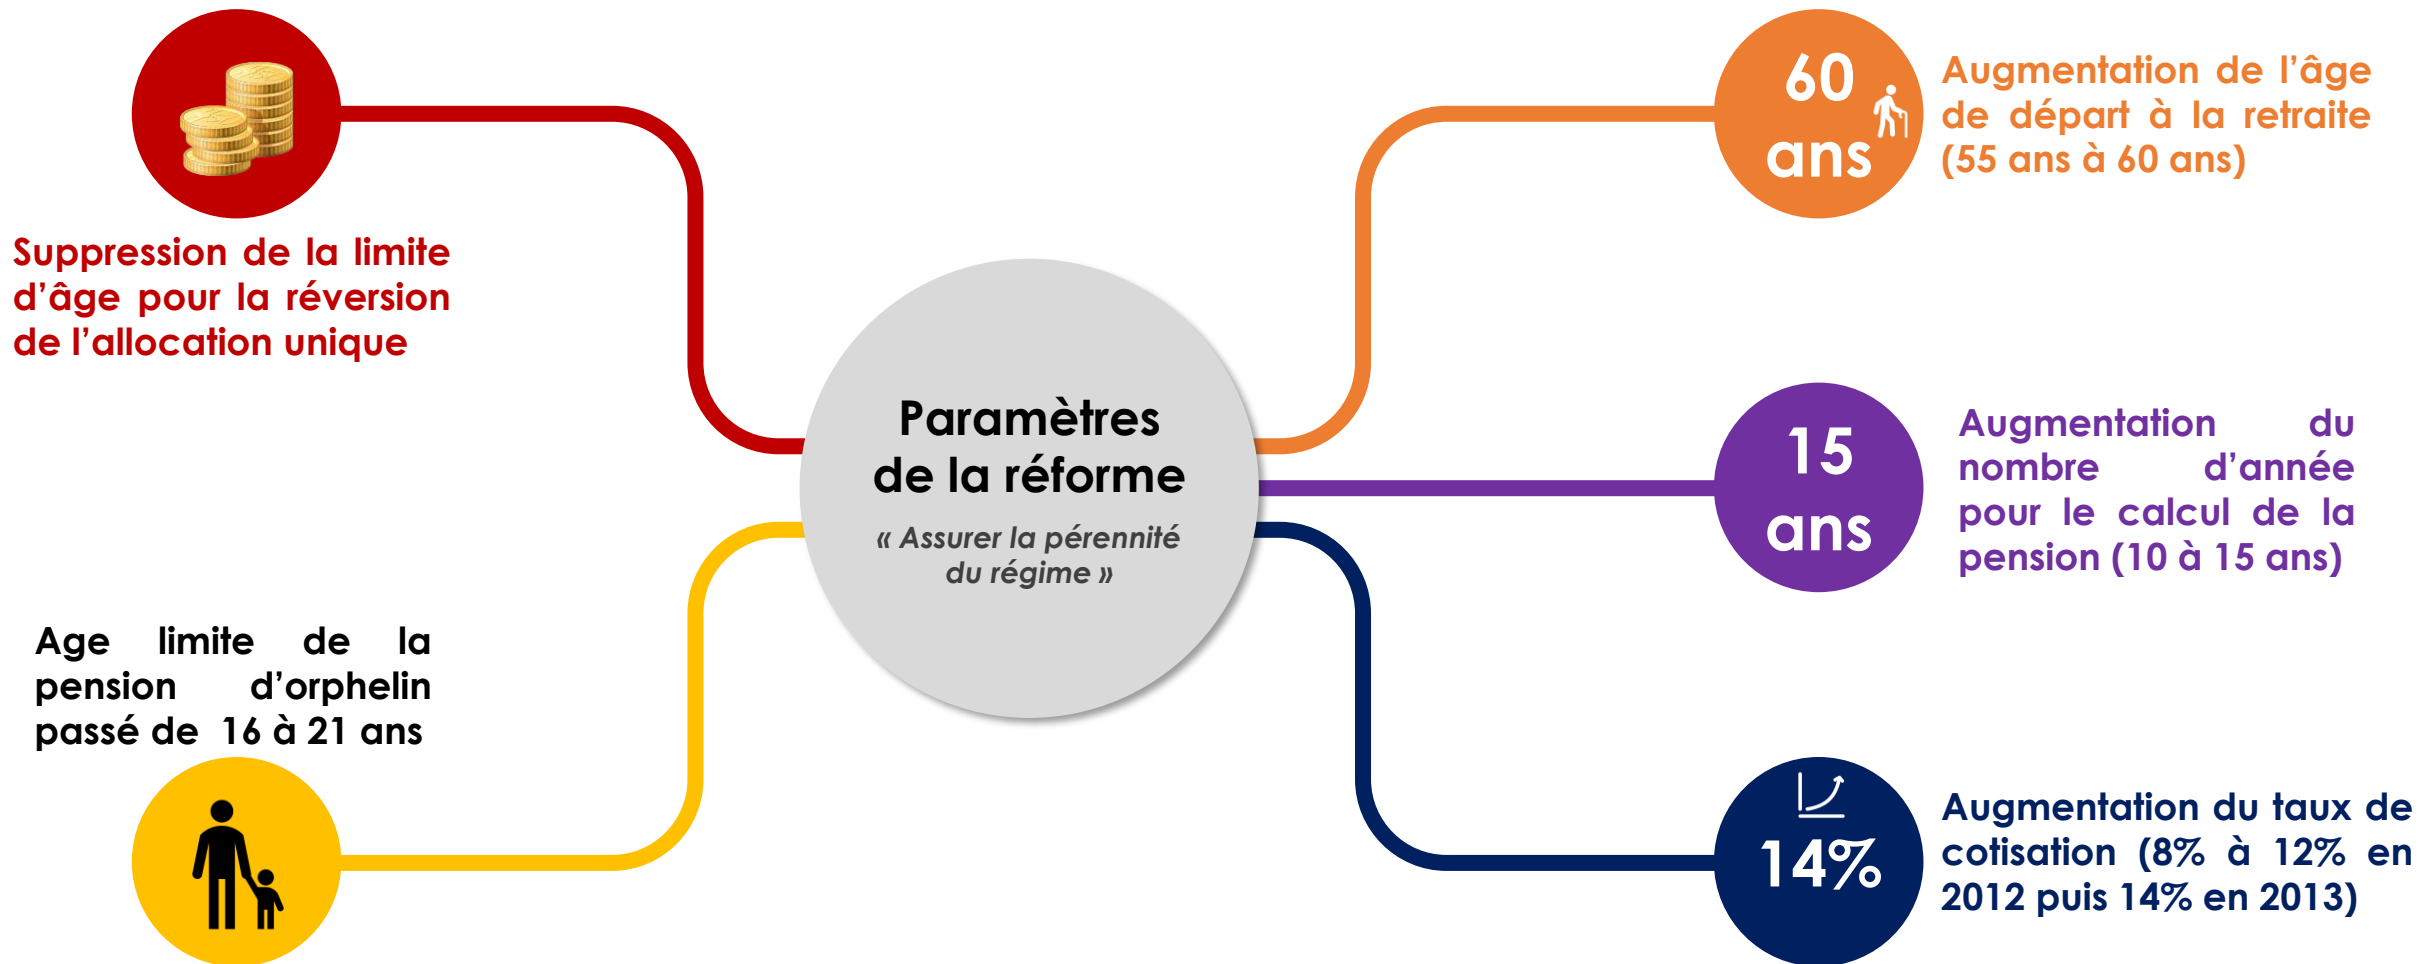 Suppression de la limite
d’âge pour la réversion
de l’allocation unique
Age limite de la
pension d’orphelin
passé de 16 à 21 ans
Paramètres
de la réforme
« Assurer la pérennité
du régime »
60
ans
Augmentation de l’âge
de départ à la retraite
(55 ans à 60 ans)
15
ans
Augmentation du
nombre d’année
pour le calcul de la
pension (10 à 15 ans)
14%
Augmentation du taux de
cotisation (8% à 12% en
2012 puis 14% en 2013)